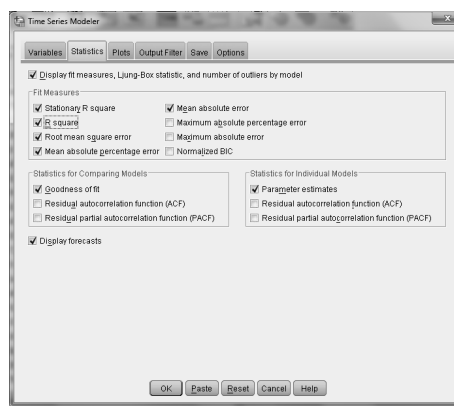 Time Series Modeler
Variables Statistics Plots Output Filter Save Options
Display fit measures, Ljung-Box statistic, and number of outliers by model
Fit Measures
Stationary R square Mean absolute error
R square Maximum absolute percentage error
Root mean square error Maximum absolute error
Mean absolute percentage error Normalized BIC
Statistics for Comparing Models Statistics for Individual Models
Goodness of fit Parameter estimates
Residual autocorrelation function (ACF) Residual autocorrelation function (ACF)
Residual partial autocorrelation function (PACF) Residual partial autocorrelation function (PACF)
Display forecasts
OK Paste Reset Cancel Help